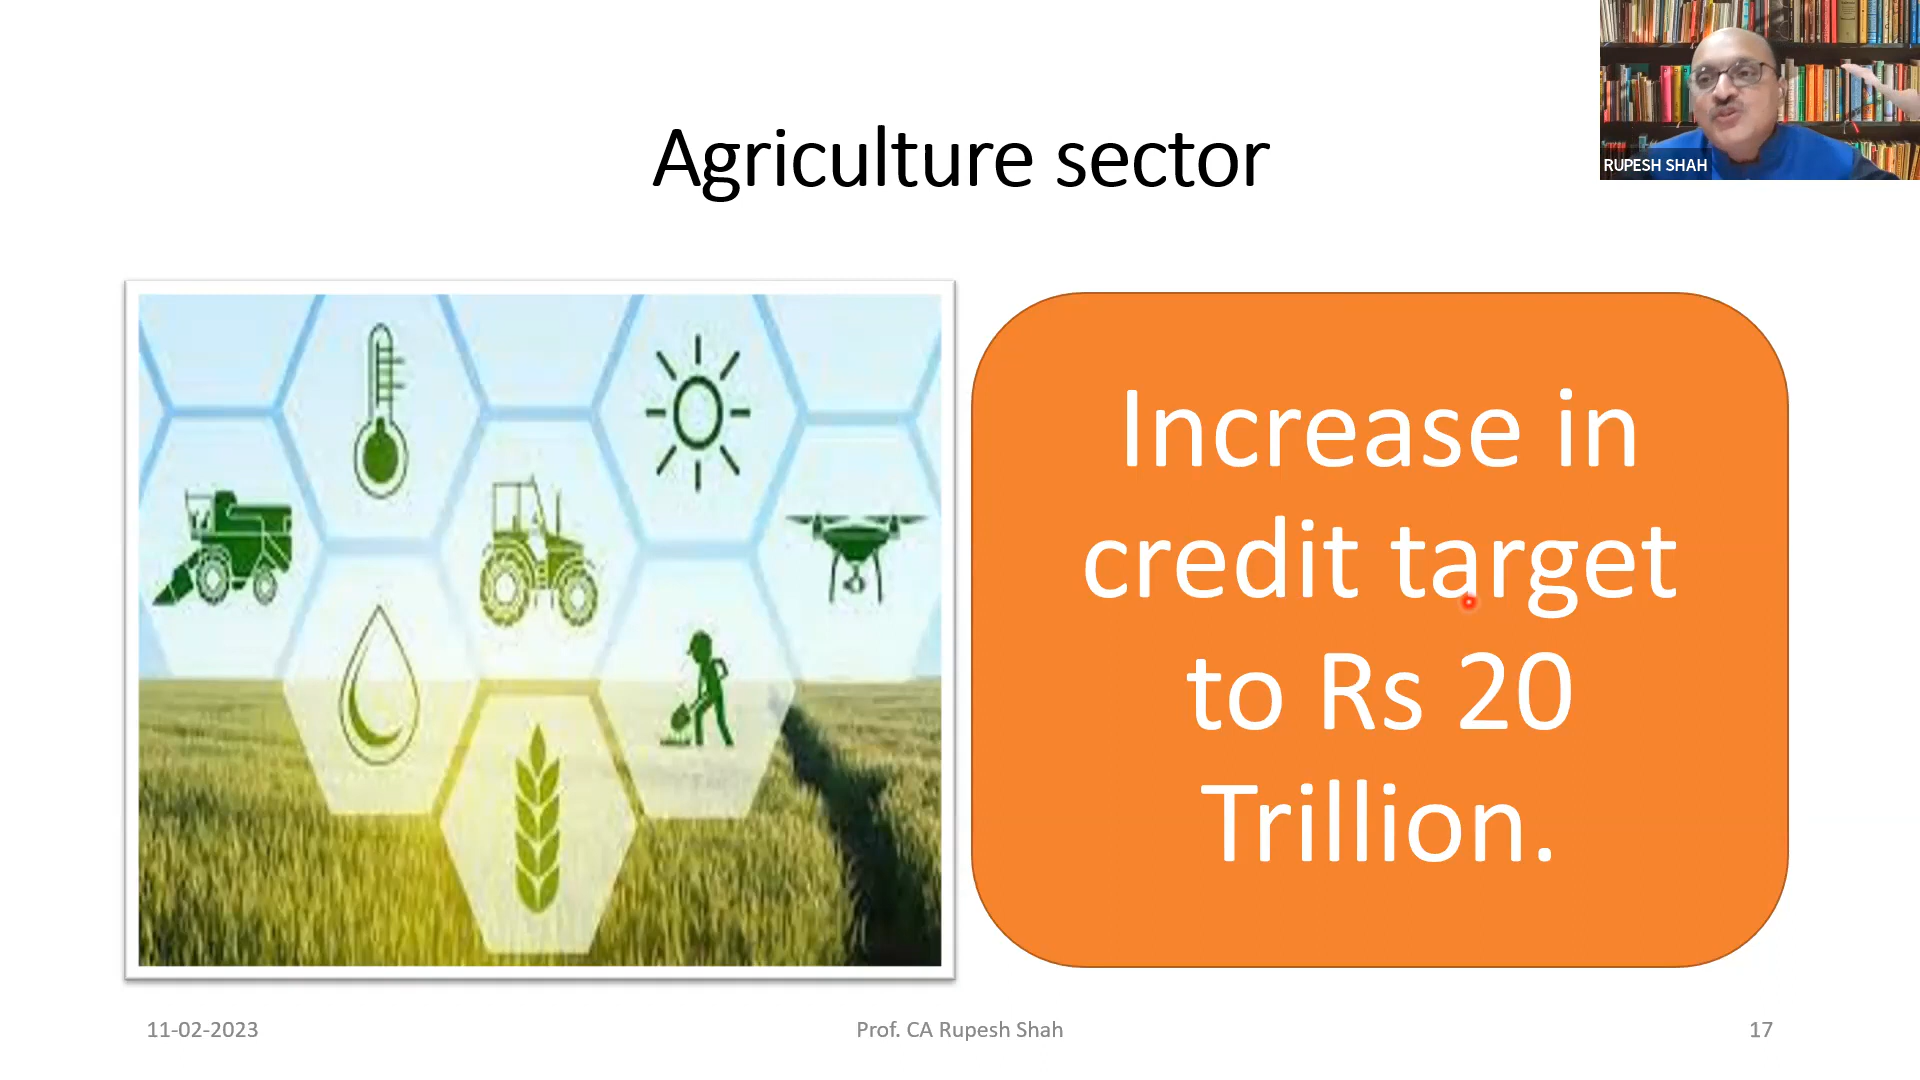 RUPESH SHAH
Agriculture sector
Increase in
credit target
to Rs 20
Trillion.
11-02-2023
Prof. CA Rupesh Shah
17